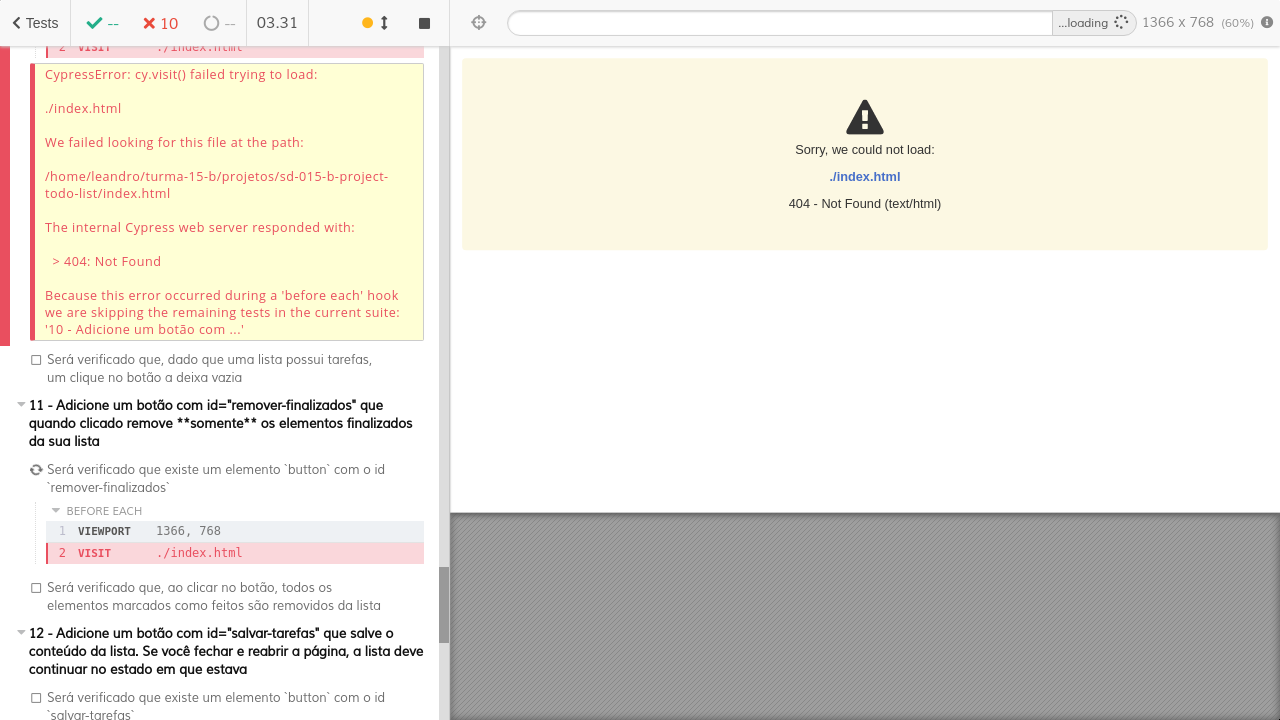 Tests
--
10
--
03.31
...loading
1366 x 768 (60%)
2 VISIT ./index.html
CypressError: cy.visit() failed trying to load:
./index.html
We failed looking for this file at the path:
/home/leandro/turma-15-b/projetos/sd-015-b-project-
todo-list/index.html
The internal Cypress web server responded with:
> 404: Not Found
Because this error occurred during a 'before each' hook
we are skipping the remaining tests in the current suite:
'10 - Adicione um botão com ...'
Será verificado que, dado que uma lista possui tarefas,
um clique no botão a deixa vazia
11 - Adicione um botão com id="remover-finalizados" que
quando clicado remove **somente** os elementos finalizados
da sua lista
Será verificado que existe um elemento `button` com o id
`remover-finalizados`
BEFORE EACH
1 VIEWPORT 1366, 768
2 VISIT ./index.html
Será verificado que, ao clicar no botão, todos os
elementos marcados como feitos são removidos da lista
12 - Adicione um botão com id="salvar-tarefas" que salve o
conteúdo da lista. Se você fechar e reabrir a página, a lista deve
continuar no estado em que estava
Será verificado que existe um elemento `button` com o id
`salvar-tarefas`
Sorry, we could not load:
./index.html
404 - Not Found (text/html)